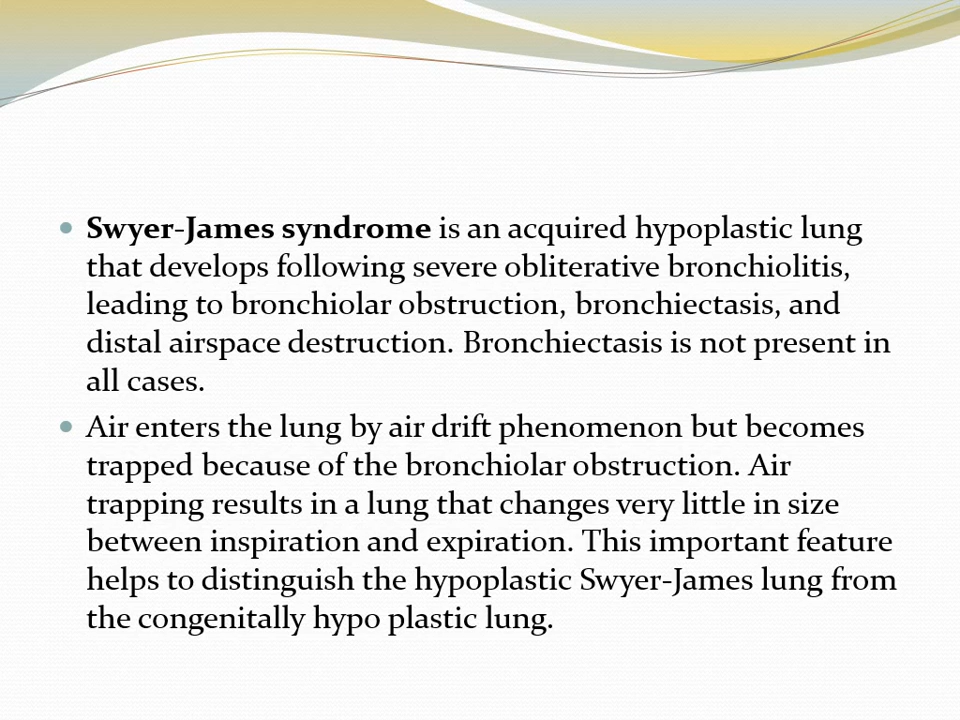 • Swyer-James syndrome is an acquired hypoplastic lung
that develops following severe obliterative bronchiolitis,
leading to bronchiolar obstruction, bronchiectasis, and
distal airspace destruction. Bronchiectasis is not present in
all cases.
• Air enters the lung by air drift phenomenon but becomes
trapped because of the bronchiolar obstruction. Air
trapping results in a lung that changes very little in size
between inspiration and expiration. This important feature
helps to distinguish the hypoplastic Swyer-James lung from
the congenitally hypo plastic lung.